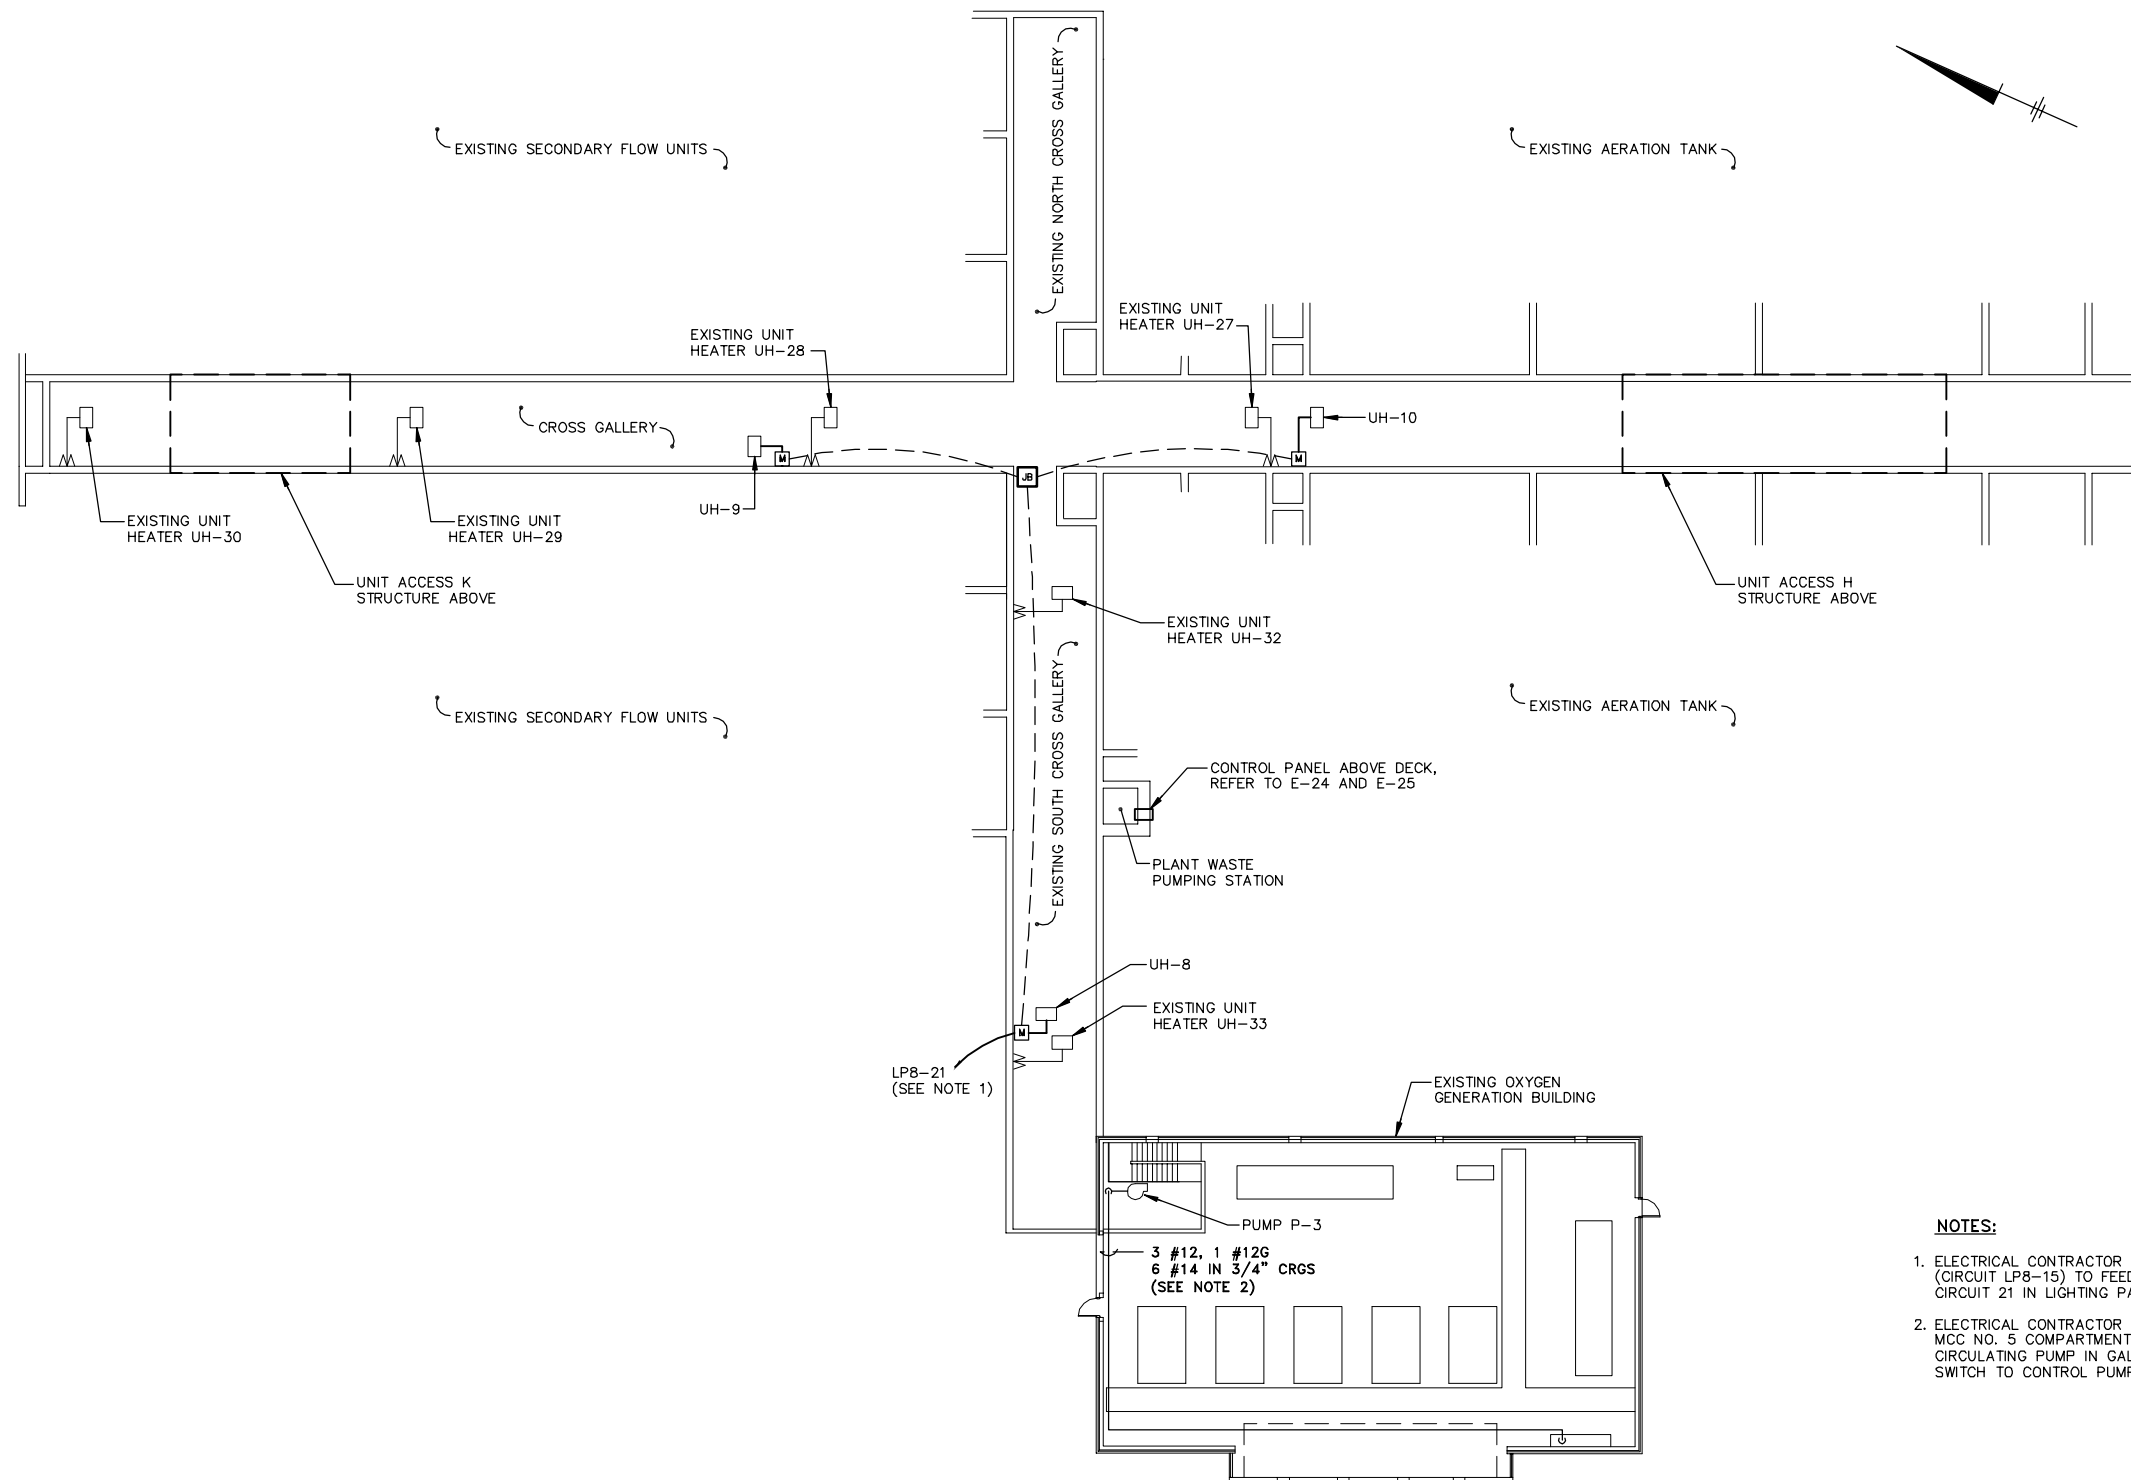 EXISTING NORTH CROSS GALLERY
EXISTING SECONDARY FLOW UNITS
EXISTING AERATION TANK
EXISTING UNIT
HEATER UH-28
EXISTING UNIT
HEATER UH-27
UH-10
CROSS GALLERY
M
M
JB
UH-9
EXISTING UNIT
HEATER UH-30
EXISTING UNIT
HEATER UH-29
UNIT ACCESS K
STRUCTURE ABOVE
UNIT ACCESS H
STRUCTURE ABOVE
EXISTING UNIT
HEATER UH-32
EXISTING SOUTH CROSS GALLERY
EXISTING SECONDARY FLOW UNITS
EXISTING AERATION TANK
CONTROL PANEL ABOVE DECK,
REFER TO E-24 AND E-25
PLANT WASTE
PUMPING STATION
UH-8
EXISTING UNIT
HEATER UH-33
M
LP8-21
(SEE NOTE 1)
EXISTING OXYGEN
GENERATION BUILDING
PUMP P-3
3 #12, 1 #12G
6 #14 IN 3/4" CRGS
(SEE NOTE 2)
NOTES:
1. ELECTRICAL CONTRACTOR
(CIRCUIT LP8-15) TO FEED
CIRCUIT 21 IN LIGHTING PA
2. ELECTRICAL CONTRACTOR
MCC NO. 5 COMPARTMENT
CIRCULATING PUMP IN GAL
SWITCH TO CONTROL PUMP